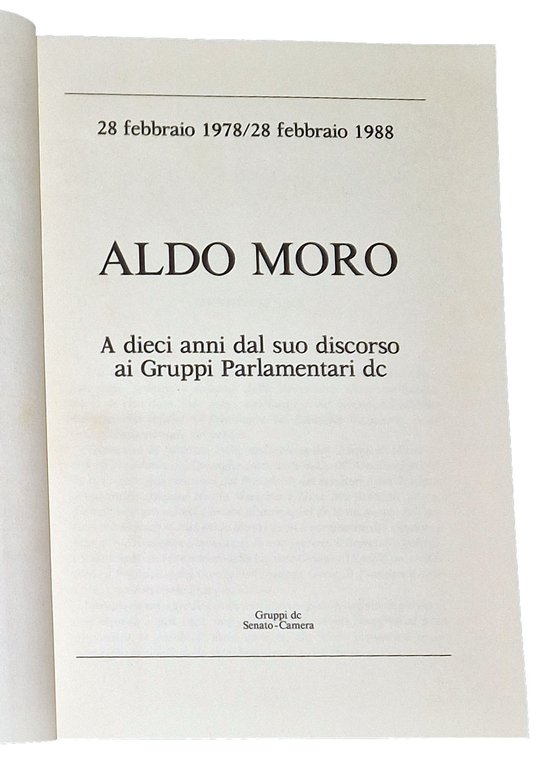 28 febbraio 1978/28 febbraio 1988
ALDO MORO
A dieci anni dal suo discorso
ai Gruppi Parlamentari dc
Gruppi dc
Senato-Camera